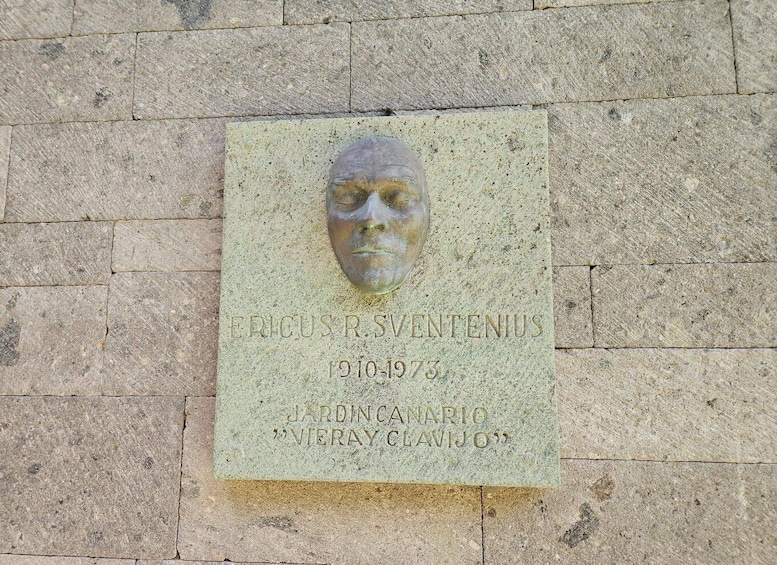 ERICUS R. SVENTENIUS
1910-1973
JARDIN CANARIO
"VIERA Y CLAVIJO"